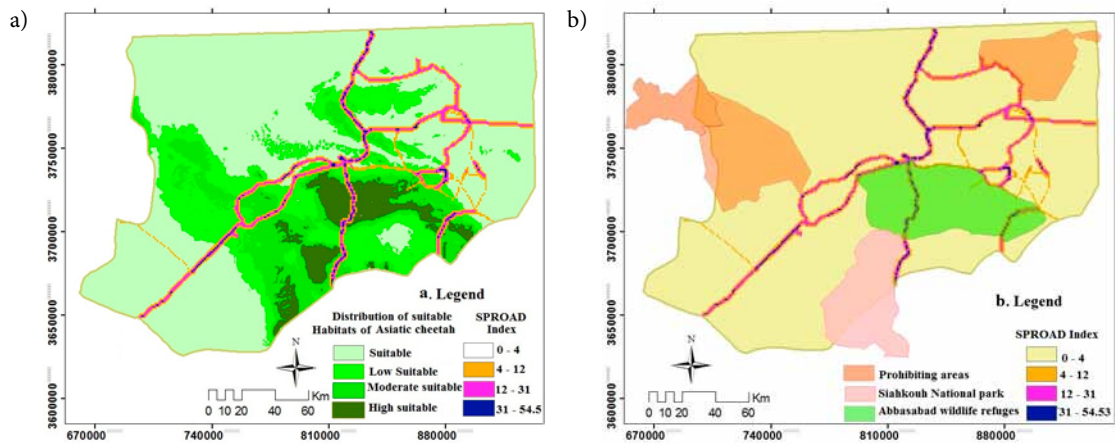 a)
3800000
3750000
3700000
3650000
3600000
670000 740000 810000 880000
a. Legend
Distribution of suitable
Habitats of Asiatic cheetah
Suitable
Low Suitable
Moderate suitable
High suitable
SPROAD
Index
0 - 4
4 - 12
12 - 31
31 - 54.5
N
0 10 20 40 60
Km
b)
3800000
3750000
3700000
3650000
3600000
670000 740000 810000 880000
b. Legend
SPROAD Index
0 - 4
4 - 12
12 - 31
31 - 54.53
Prohibiting areas
Siahkouh National park
Abbasabad wildlife refuges
N
0 10 20 40 60
Km